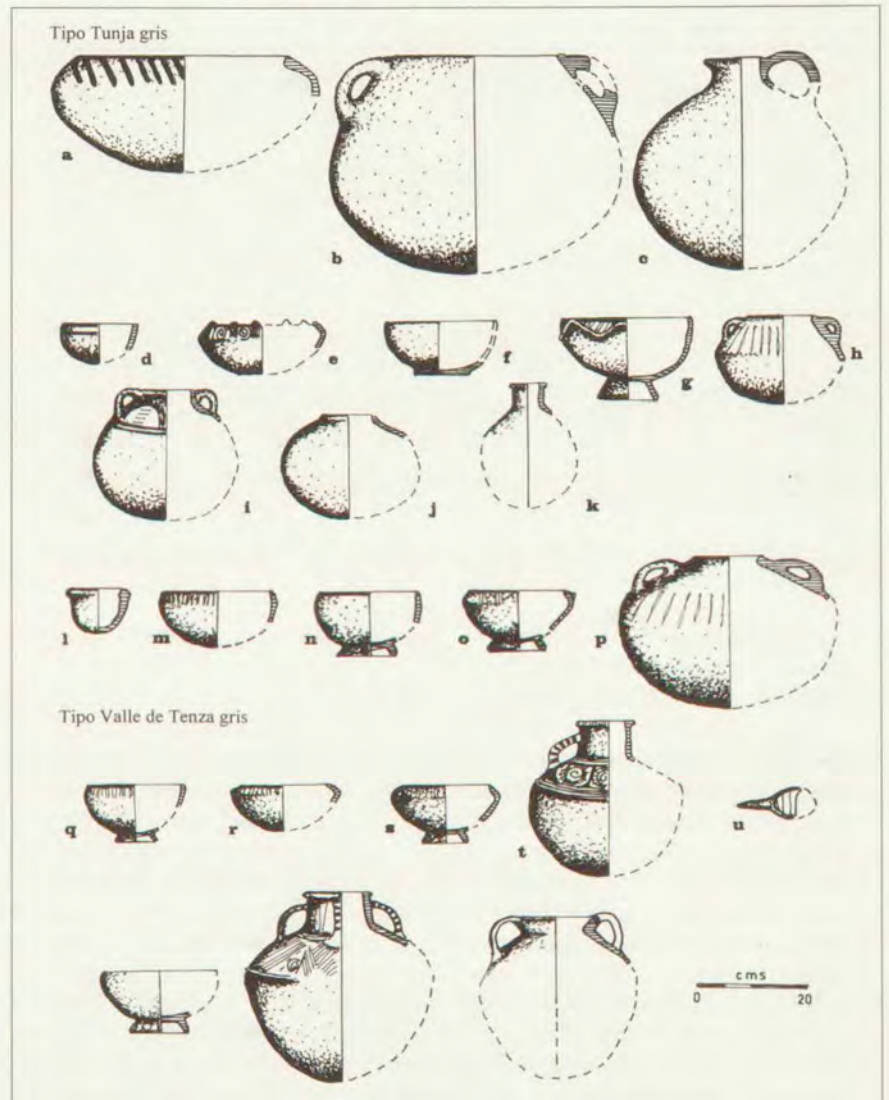 Tipo Tunja gris
a b c
d e f g h
i j k
l m n o p
Tipo Valle de Tenza gris
q r s t u
cms
0 20